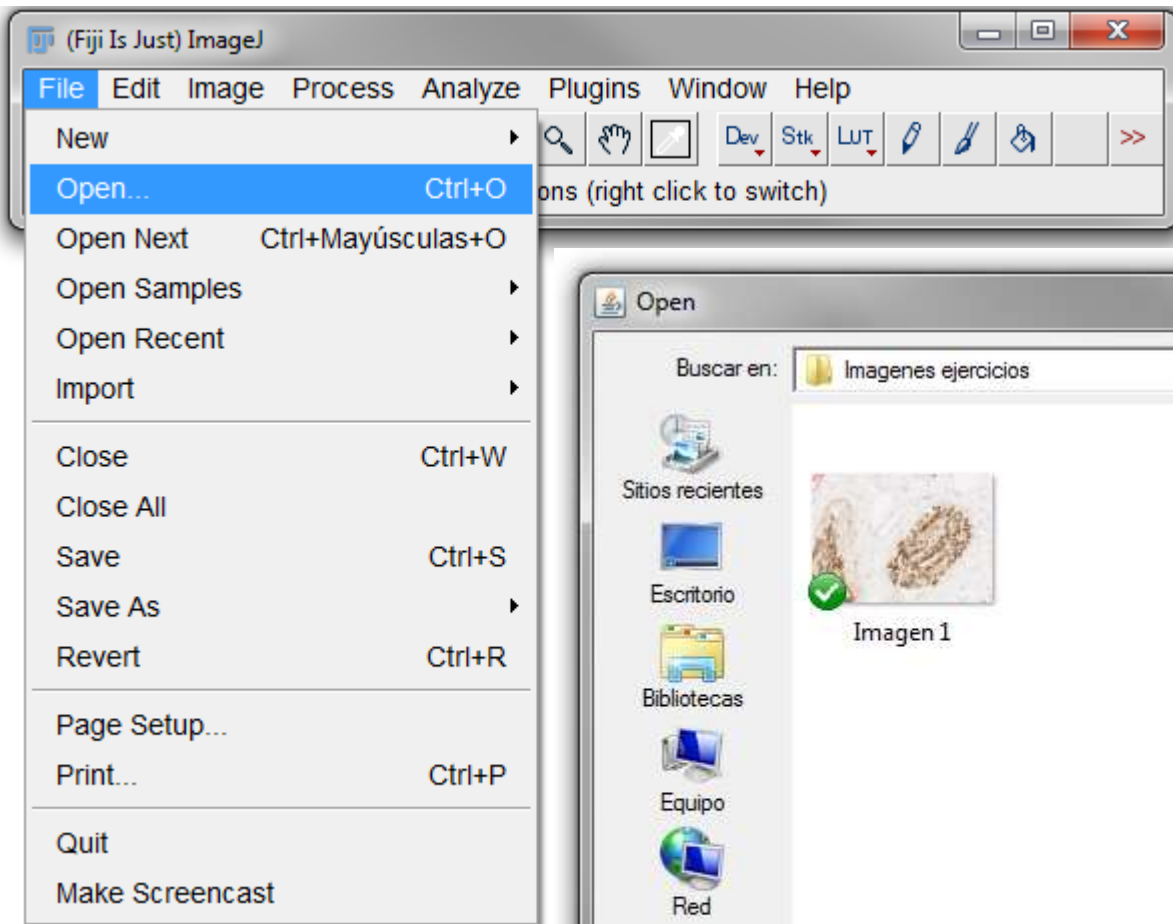 (Fiji Is Just) ImageJ
File Edit Image Process Analyze Plugins Window Help
Dev Stk LUT >>
ons (right click to switch)
New
Open... Ctrl+O
Open Next Ctrl+Mayúsculas+O
Open Samples
Open Recent
Import
Close Ctrl+W
Close All
Save Ctrl+S
Save As
Revert Ctrl+R
Page Setup...
Print... Ctrl+P
Quit
Make Screencast
Open
Buscar en: Imagenes ejercicios
Sitios recientes
Escritorio
Bibliotecas
Equipo
Red
Imagen 1